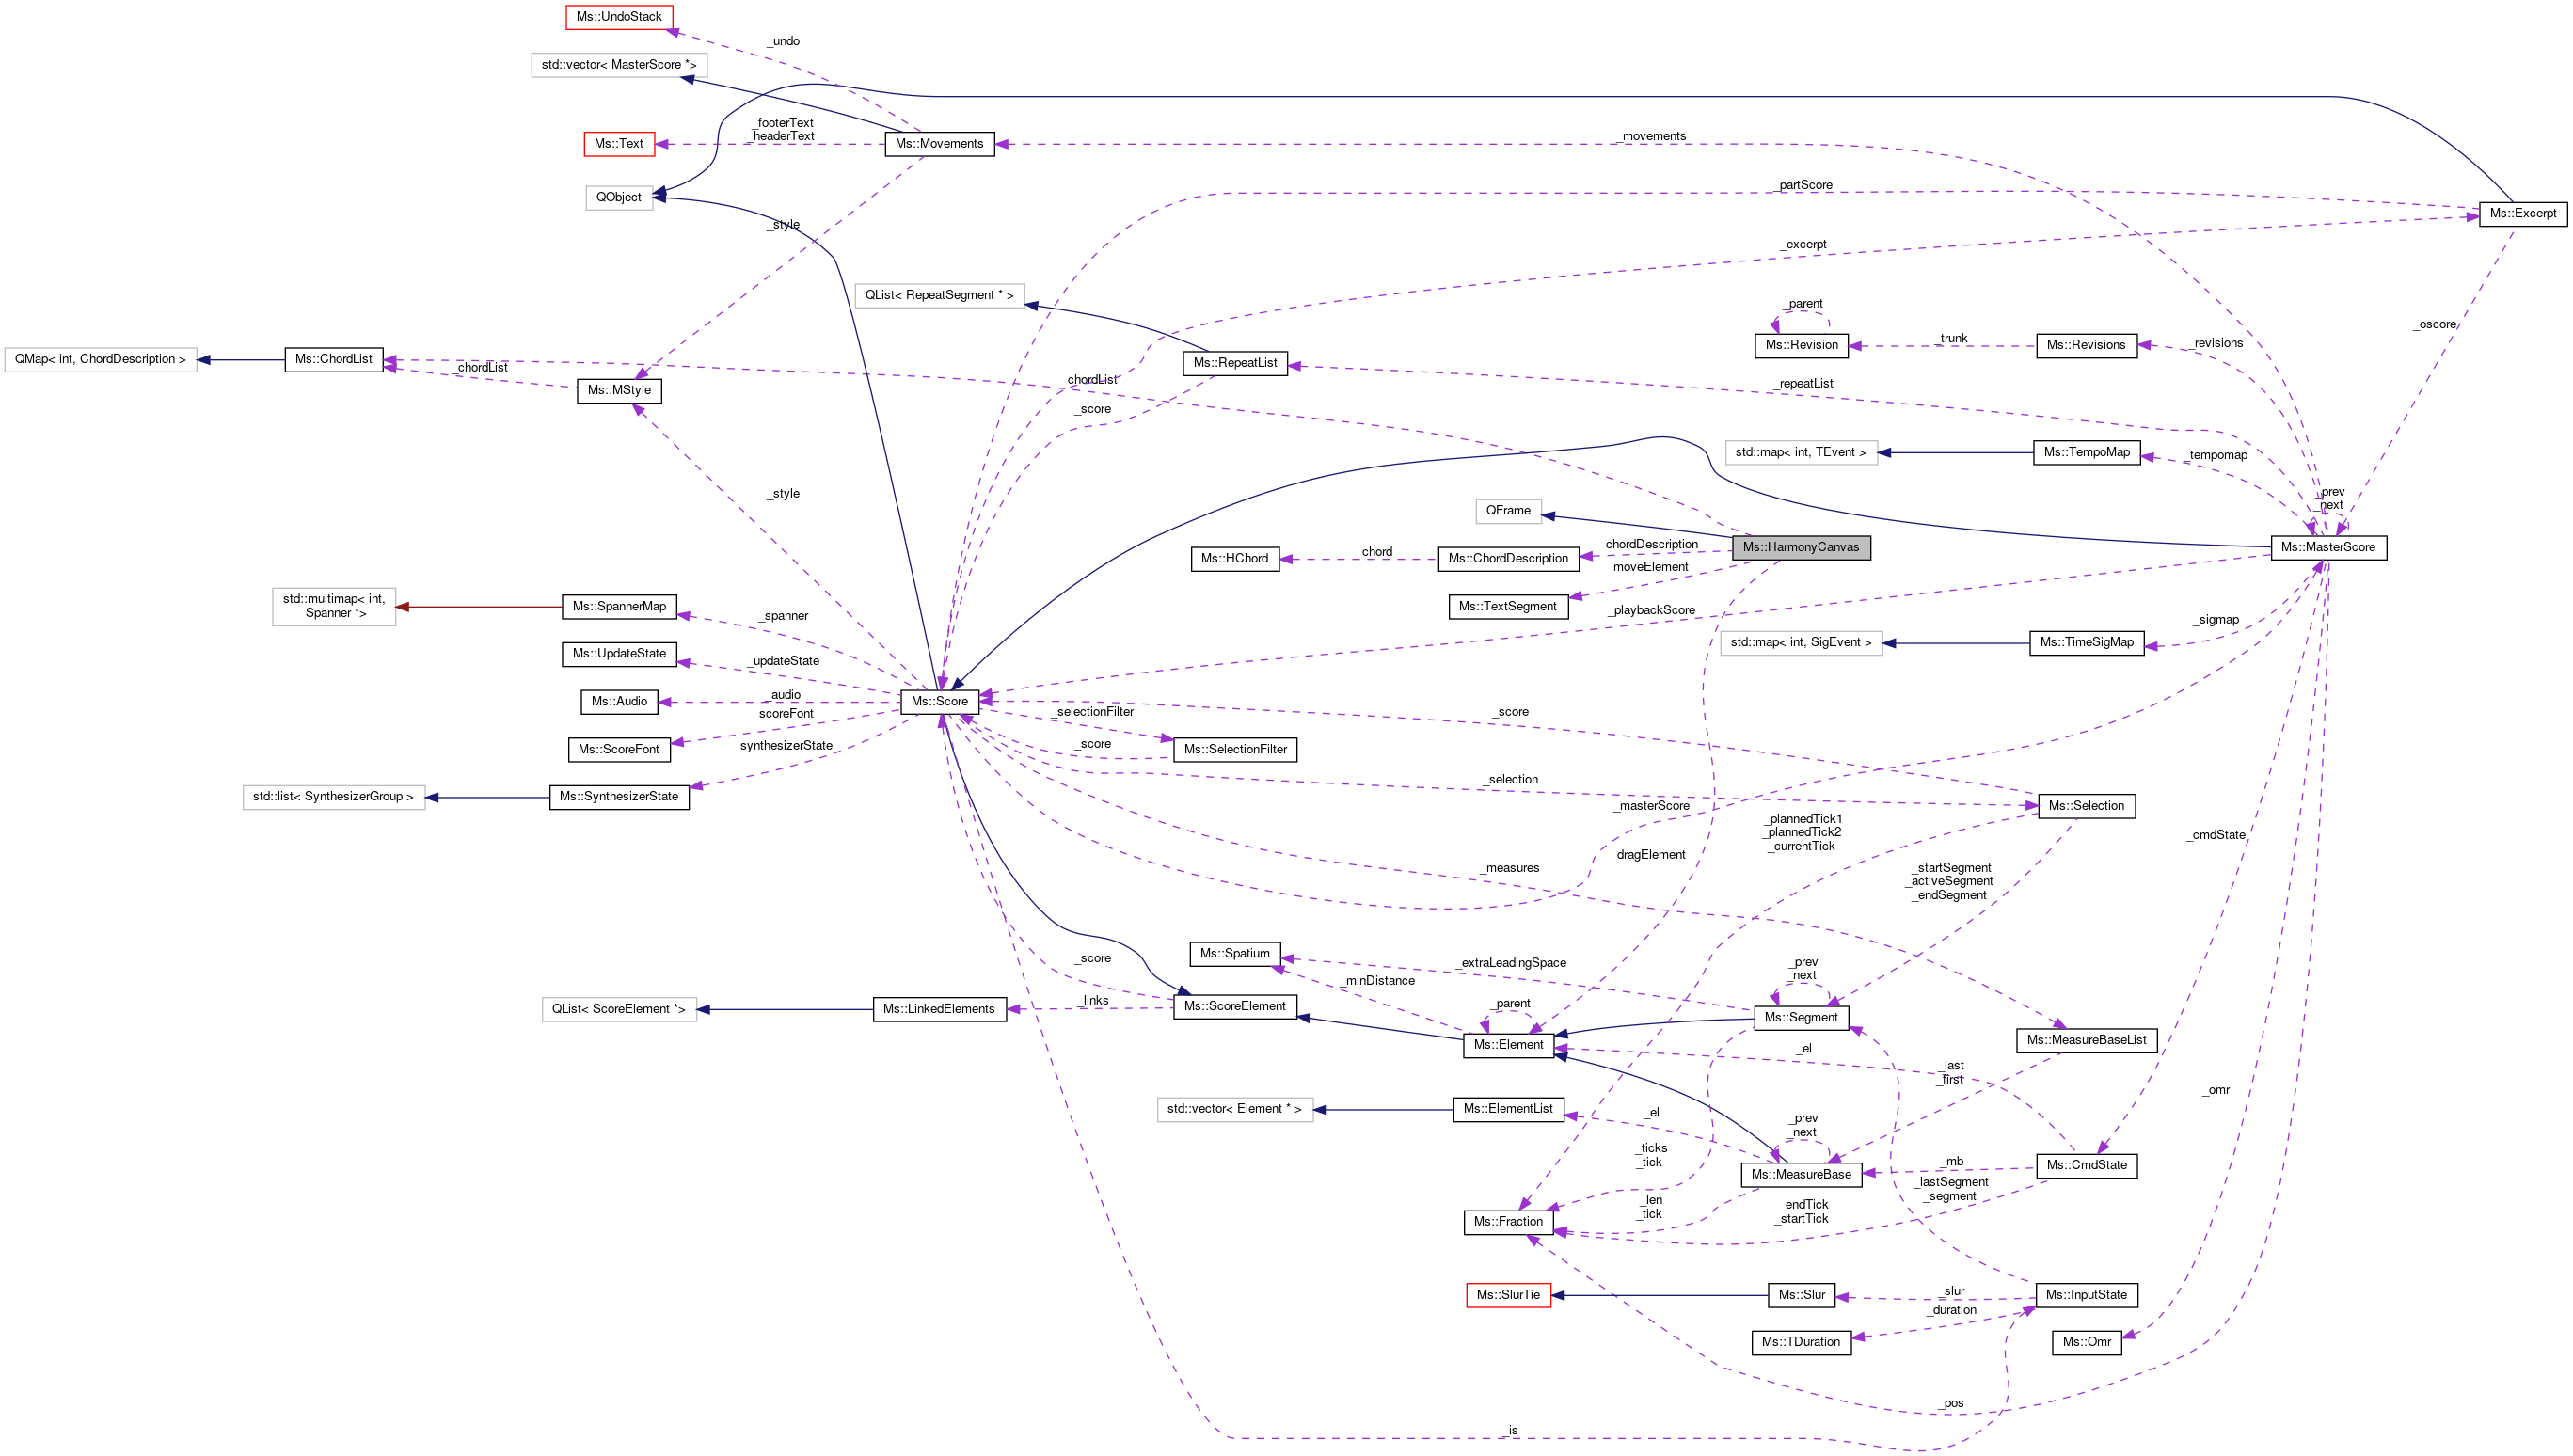 Ms::UndoStack
_undo
std::vector< MasterScore *>
_footerText
_headerText
Ms::Text
Ms::Movements
_movements
_partScore
QObject
Ms::Excerpt
_style
_excerpt
QList< RepeatSegment * >
_parent
_oscore
Ms::Revision
_trunk
Ms::Revisions
_revisions
QMap< int, ChordDescription >
Ms::ChordList
_chordList
Ms::MStyle
Ms::RepeatList
chordList
_repeatList
_score
std::map< int, TEvent >
Ms::TempoMap
_tempomap
_style
_prev
_next
QFrame
Ms::HarmonyCanvas
Ms::MasterScore
Ms::HChord
chord
Ms::ChordDescription
chordDescription
moveElement
std::multimap< int,
Spanner *>
Ms::SpannerMap
_spanner
Ms::TextSegment
_playbackScore
_sigmap
std::map< int, SigEvent >
Ms::TimeSigMap
Ms::UpdateState
_updateState
Ms::Audio
_audio
Ms::Score
_scoreFont
_selectionFilter
_score
Ms::ScoreFont
_synthesizerState
_score
Ms::SelectionFilter
std::list< SynthesizerGroup >
Ms::SynthesizerState
_selection
_masterScore
Ms::Selection
_plannedTick1
_plannedTick2
_currentTick
_cmdState
dragElement
_measures
_startSegment
_activeSegment
_endSegment
_score
Ms::Spatium
_extraLeadingSpace
_minDistance
_prev
_next
QList< ScoreElement *>
Ms::LinkedElements
_links
Ms::ScoreElement
_parent
Ms::Segment
Ms::Element
_el
Ms::MeasureBaseList
_last
_first
_omr
std::vector< Element * >
Ms::ElementList
_el
_prev
_next
_ticks
_tick
Ms::MeasureBase
_mb
Ms::CmdState
_lastSegment
_segment
_len
_tick
_endTick
_startTick
Ms::Fraction
Ms::SlurTie
Ms::Slur
_slur
Ms::InputState
_duration
Ms::TDuration
Ms::Omr
_pos
_is